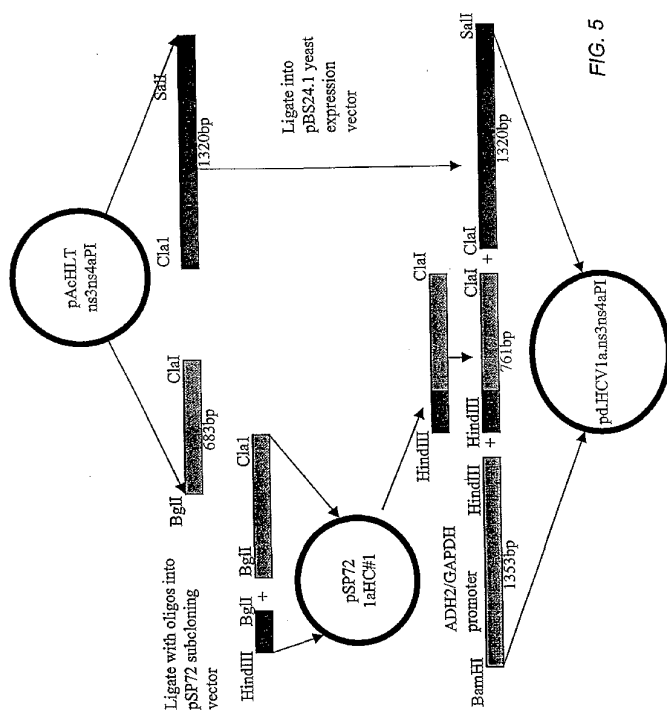 pAcHLT
ns3ns4aPI
BglI
ClaI
683bp
Cla1
SalI
1320bp
Ligate with oligos into
pSP72 subcloning
vector
HindIII
BglI
+
BglI
Cla1
pSP72
1aHC#1
Ligate into
pBS24.1 yeast
expression
vector
HindIII
ClaI
BamHI
HindIII
+
HindIII
ClaI
+
ClaI
SalI
ADH2/GAPDH
promoter
1353bp
761bp
1320bp
pd.HCV1a.ns3ns4aPI
FIG. 5